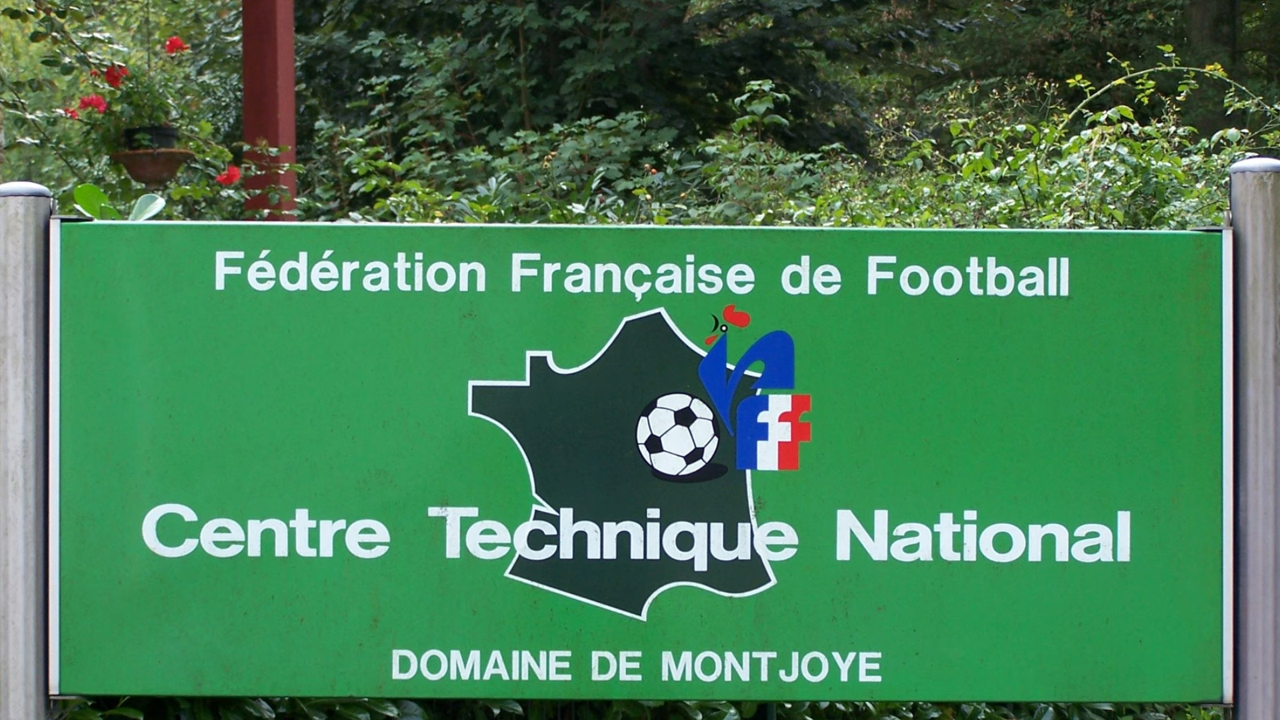 Fédération Française de Football
fff
Centre Technique National
DOMAINE DE MONTJOYE